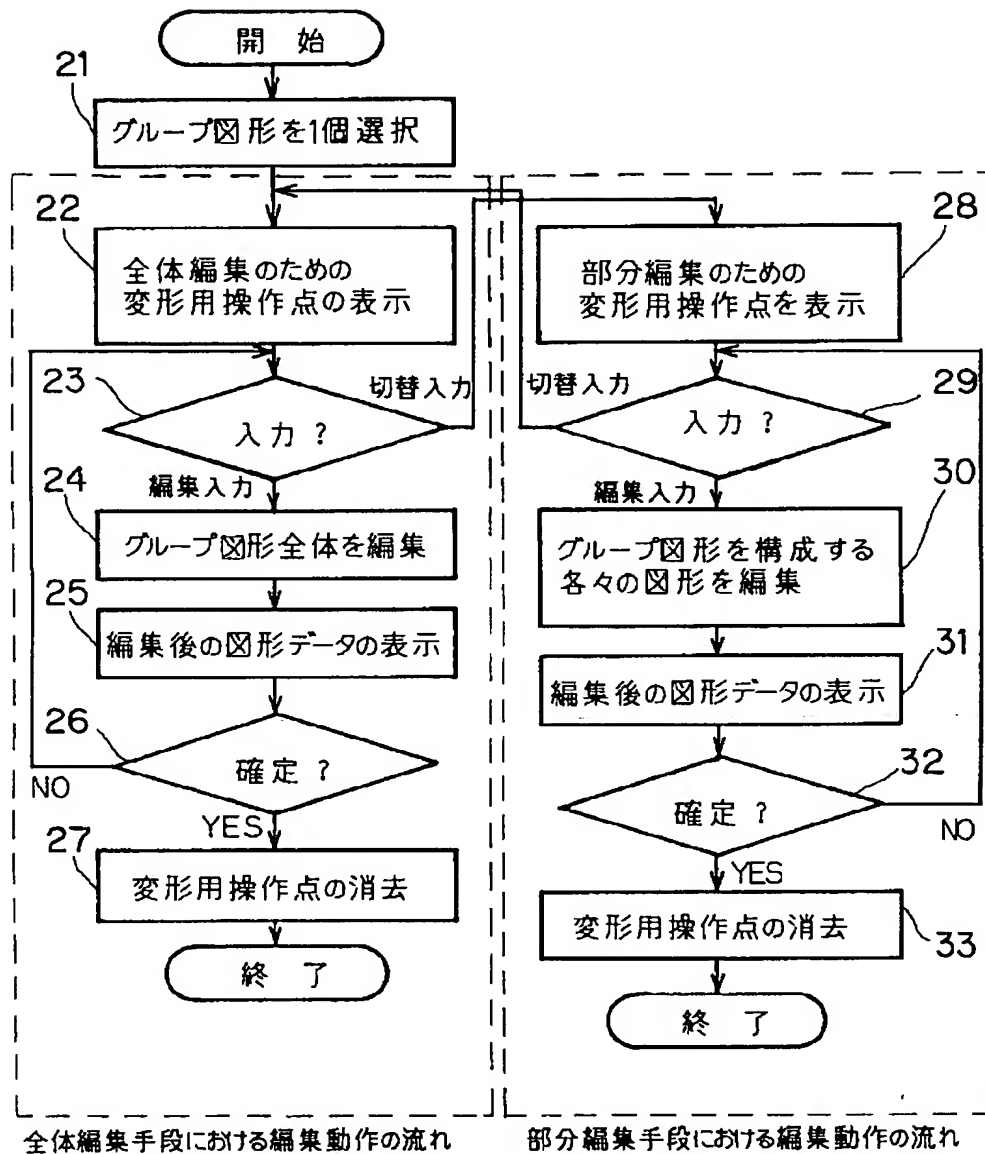 開始
21
グループ図形を1個選択
22
全体編集のための
変形用操作点の表示
23
入力?
切替入力
編集入力
24
グループ図形全体を編集
25
編集後の図形データの表示
26
確定?
NO
YES
27
変形用操作点の消去
終了
全体編集手段における編集動作の流れ
28
部分編集のための
変形用操作点を表示
切替入力
29
入力?
編集入力
30
グループ図形を構成する
各々の図形を編集
31
編集後の図形データの表示
32
確定?
NO
YES
変形用操作点の消去
33
終了
部分編集手段における編集動作の流れ